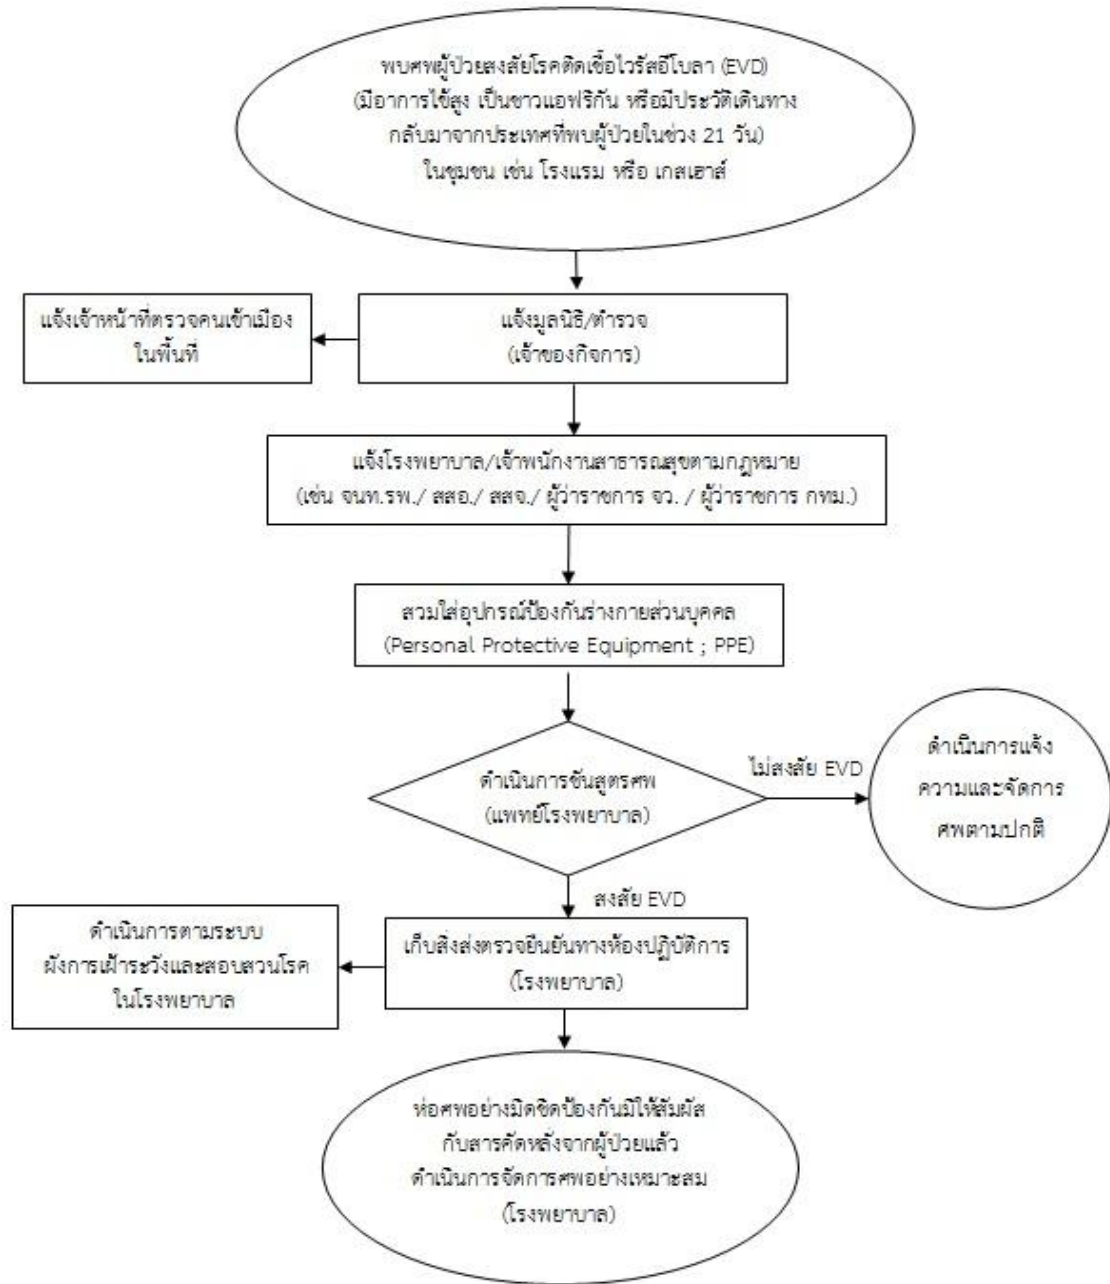 พบศพผู้ป่วยสงสัยโรคติดเชื้อไวรัสอีโบลา (EVD)
(มีอาการไข้สูง เป็นชาวแอฟริกัน หรือมีประวัติเดินทาง
กลับมาจากประเทศที่พบผู้ป่วยในช่วง 21 วัน)
ในชุมชน เช่น โรงแรม หรือ เกสเฮาส์
แจ้งเจ้าหน้าที่ตรวจคนเข้าเมือง
ในพื้นที่
แจ้งมูลนิธิ/ตำรวจ
(เจ้าของกิจการ)
แจ้งโรงพยาบาล/เจ้าพนักงานสาธารณสุขตามกฎหมาย
(เช่น จนท.รพ./ สสอ./ สสจ./ ผู้ว่าราชการ จว. / ผู้ว่าราชการ กทม.)
สวมใส่อุปกรณ์ป้องกันร่างกายส่วนบุคคล
(Personal Protective Equipment ; PPE)
ดำเนินการชันสูตรศพ
(แพทย์โรงพยาบาล)
ไม่สงสัย EVD
ดำเนินการแจ้ง
ความและจัดการ
ศพตามปกติ
สงสัย EVD
ดำเนินการตามระบบ
ผังการเฝ้าระวังและสอบสวนโรค
ในโรงพยาบาล
เก็บสิ่งส่งตรวจยืนยันทางห้องปฏิบัติการ
(โรงพยาบาล)
ห่อศพอย่างมิดชิดป้องกันมิให้สัมผัส
กับสารคัดหลั่งจากผู้ป่วยแล้ว
ดำเนินการจัดการศพอย่างเหมาะสม
(โรงพยาบาล)